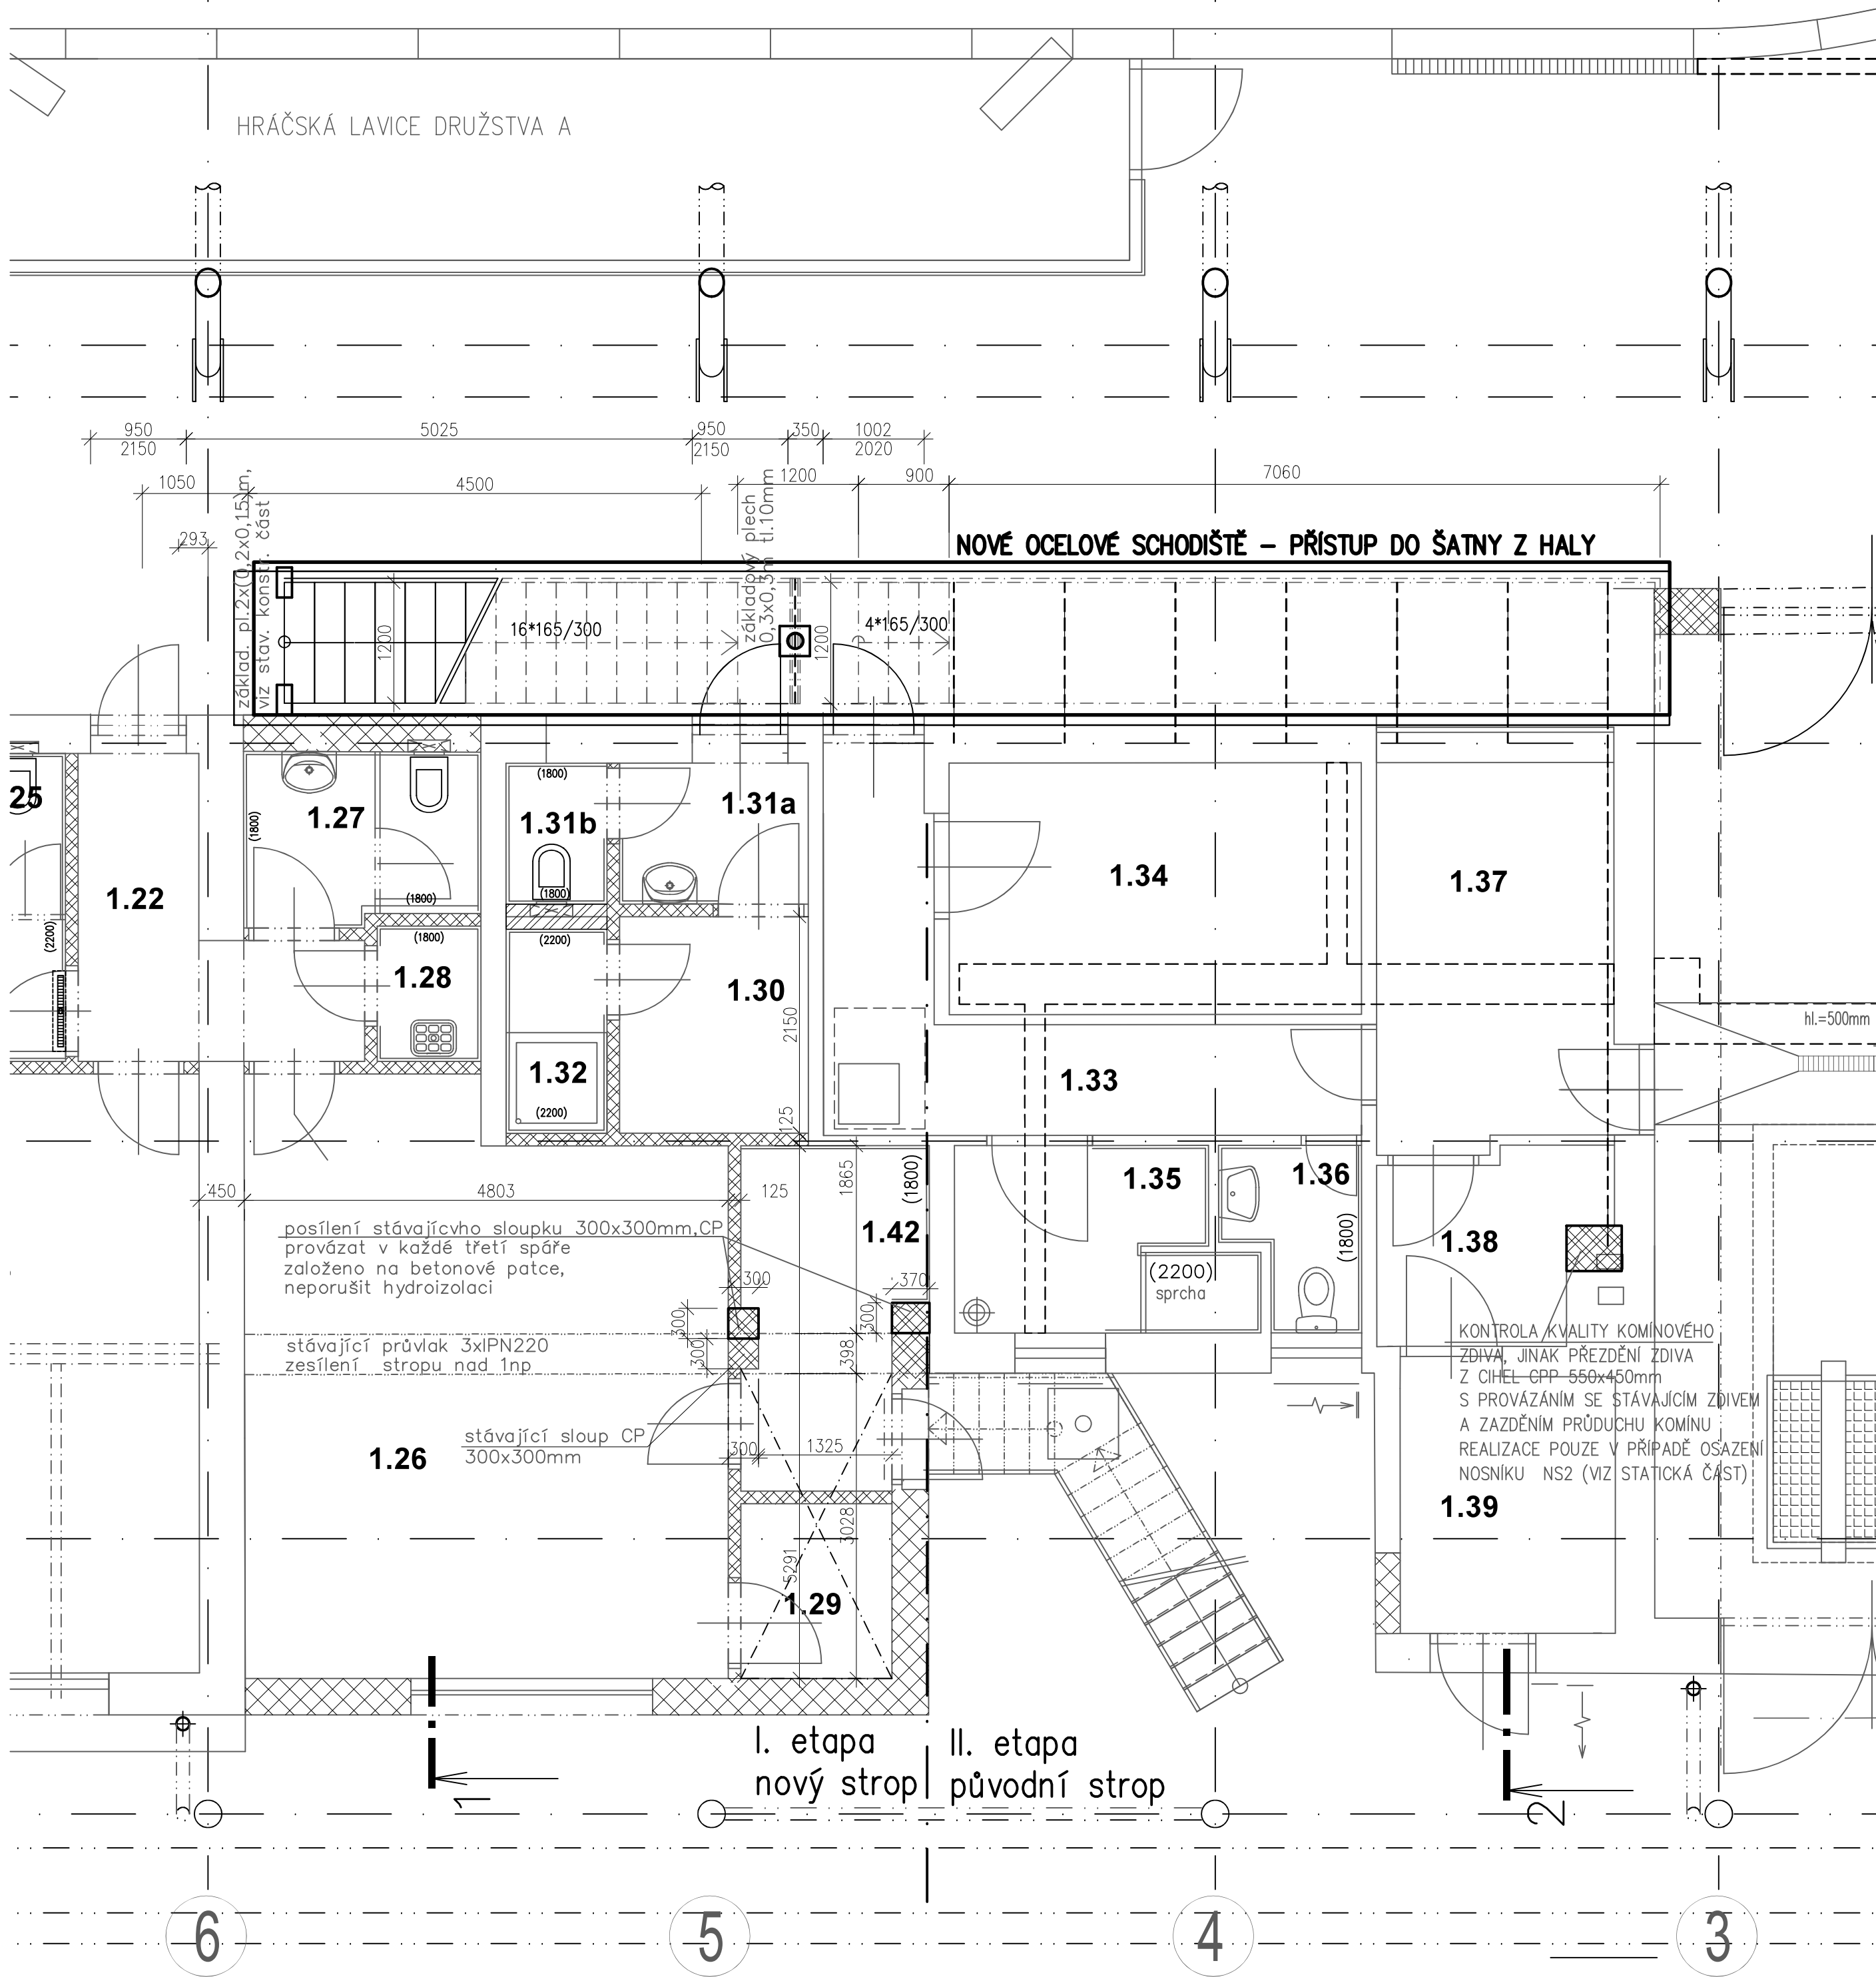 HRÁČSKÁ LAVICE DRUŽSTVA A
950
2150
5025
950
2150
350
1002
2020
1050
4500
1200
900
7060
293
základ. pl.2x(0,2x0,15)m,
viz stav. konstr. část
základový plech
0,3x0,3m tl.10mm
NOVÉ OCELOVÉ SCHODIŠTĚ – PŘÍSTUP DO ŠATNY Z HALY
1200
16*165/300
1200
4*165/300
25
1.22
(2200)
1.27
(1800)
(1800)
1.28
(1800)
1.31b
(1800)
(1800)
1.31a
1.30
2150
(2200)
1.32
(2200)
125
1.34
1.37
1.33
hl.=500mm
450
4803
125
1865
(1800)
1.42
1.35
1.36
(1800)
1.38
posílení stávajícvho sloupku 300x300mm,CP
provázat v každé třetí spáře
založeno na betonové patce,
neporušit hydroizolaci
300
370
300
300
300
398
(2200)
sprcha
stávající průvlak 3xIPN220
zesílení stropu nad 1np
KONTROLA KVALITY KOMÍNOVÉHO
ZDIVA, JINAK PŘEZDĚNÍ ZDIVA
Z CIHEL CPP 550x450mm
S PROVÁZÁNÍM SE STÁVAJÍCÍM ZDIVEM
A ZAZDĚNÍM PRŮDUCHU KOMÍNU
REALIZACE POUZE V PŘÍPADĚ OSAZENÍ
NOSNÍKU NS2 (VIZ STATICKÁ ČÁST)
1.26
stávající sloup CP
300x300mm
300
1325
1.39
3028
5291
1.29
I. etapa
nový strop
II. etapa
původní strop
1
2
6
5
4
3